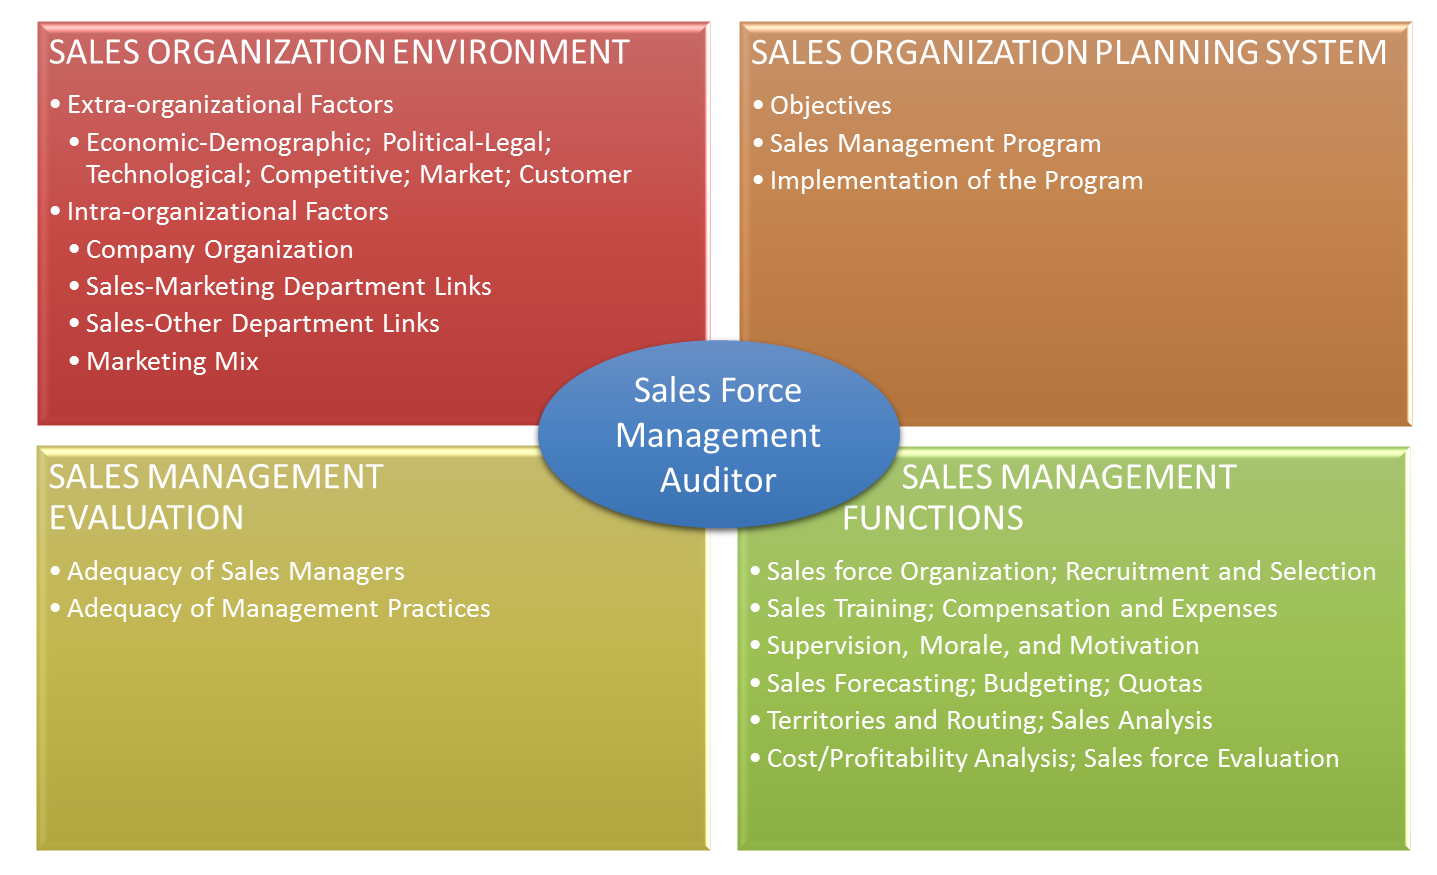 SALES ORGANIZATION ENVIRONMENT
• Extra-organizational Factors
• Economic-Demographic; Political-Legal;
Technological; Competitive; Market; Customer
• Intra-organizational Factors
• Company Organization
• Sales-Marketing Department Links
• Sales-Other Department Links
• Marketing Mix
SALES ORGANIZATION PLANNING SYSTEM
• Objectives
• Sales Management Program
• Implementation of the Program
Sales Force
Management
Auditor
SALES MANAGEMENT
EVALUATION
• Adequacy of Sales Managers
• Adequacy of Management Practices
SALES MANAGEMENT
FUNCTIONS
• Sales force Organization; Recruitment and Selection
• Sales Training; Compensation and Expenses
• Supervision, Morale, and Motivation
• Sales Forecasting; Budgeting; Quotas
• Territories and Routing; Sales Analysis
• Cost/Profitability Analysis; Sales force Evaluation